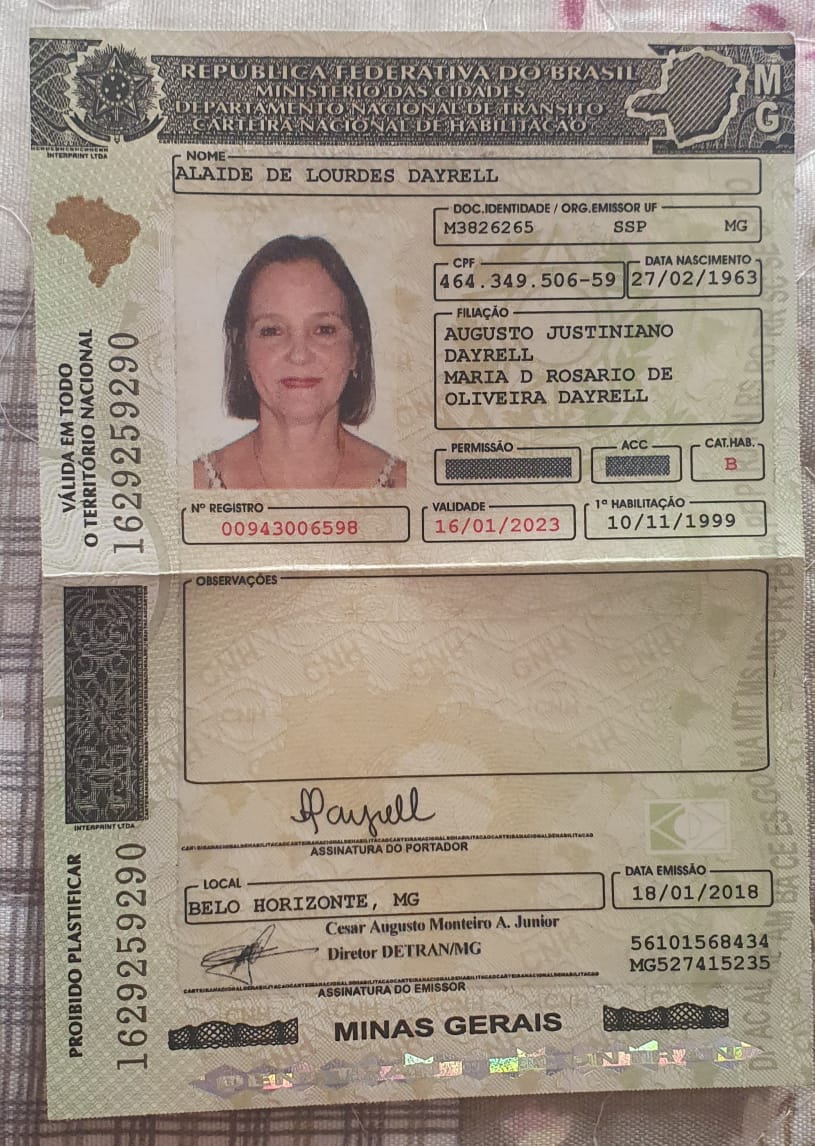 REPÚBLICA FEDERATIVA DO BRASIL
MINISTÉRIO DAS CIDADES
DEPARTAMENTO NACIONAL DE TRÂNSITO
CARTEIRA NACIONAL DE HABILITAÇÃO
MG
INTERPRINT LTDA
NOME
ALAIDE DE LOURDES DAYRELL
DOC.IDENTIDADE / ORG.EMISSOR UF
M3826265 SSP MG
CPF
464.349.506-59
DATA NASCIMENTO
27/02/1963
FILIAÇÃO
AUGUSTO JUSTINIANO
DAYRELL
MARIA D ROSARIO DE
OLIVEIRA DAYRELL
PERMISSÃO
ACC
CAT.HAB.
B
Nº REGISTRO
00943006598
VALIDADE
16/01/2023
1ª HABILITAÇÃO
10/11/1999
VÁLIDA EM TODO
O TERRITÓRIO NACIONAL
1629259290
OBSERVAÇÕES
INTERPRINT LTDA.
Dayrell
ASSINATURA DO PORTADOR
LOCAL
BELO HORIZONTE, MG
DATA EMISSÃO
18/01/2018
Cesar Augusto Monteiro A. Junior
Diretor DETRAN/MG
56101568434
MG527415235
ASSINATURA DO EMISSOR
PROIBIDO PLASTIFICAR
1629259290
MINAS GERAIS